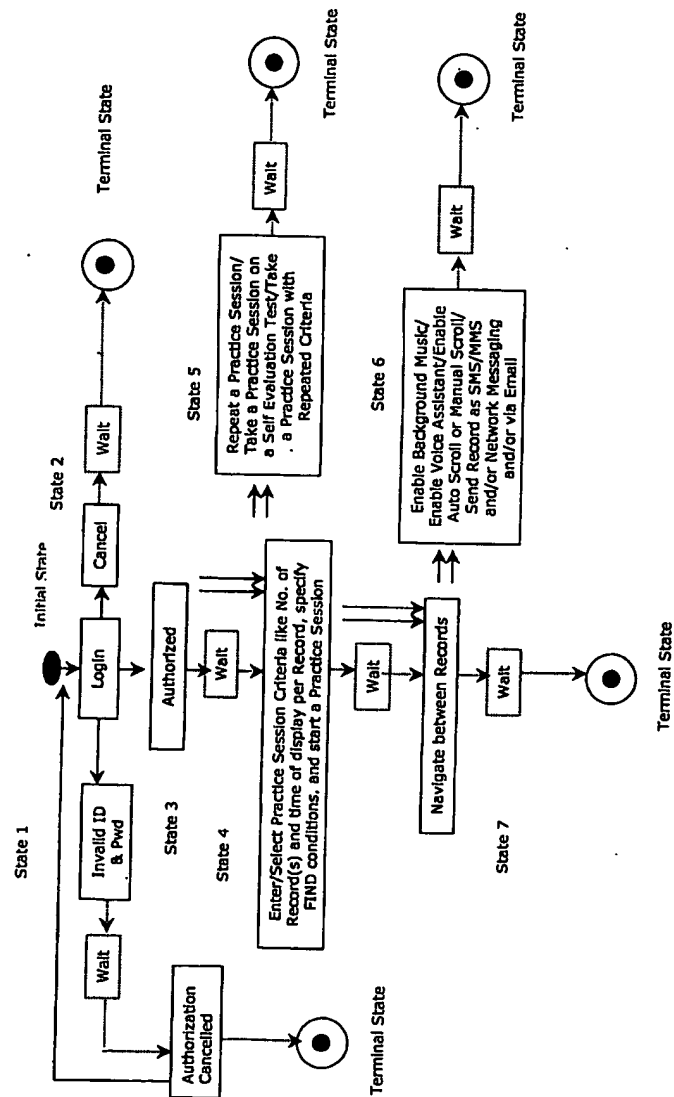 Initial State
State 1
Login
Cancel
Wait
State 2
Terminal State
Invalid ID
& Pwd
Wait
Authorization
Cancelled
Terminal State
State 3
Authorized
State 4
Wait
Enter/Select Practice Session Criteria like No. of
Record(s) and time of display per Record, specify
FIND conditions, and start a Practice Session
State 5
Repeat a Practice Session/
Take a Practice Session on
a Self Evaluation Test/Take
a Practice Session with
Repeated Criteria
Wait
Terminal State
Wait
Navigate between Records
State 6
Enable Background Music/
Enable Voice Assistant/Enable
Auto Scroll or Manual Scroll/
Send Record as SMS/MMS
and/or Network Messaging
and/or via Email
Wait
Terminal State
State 7
Wait
Terminal State